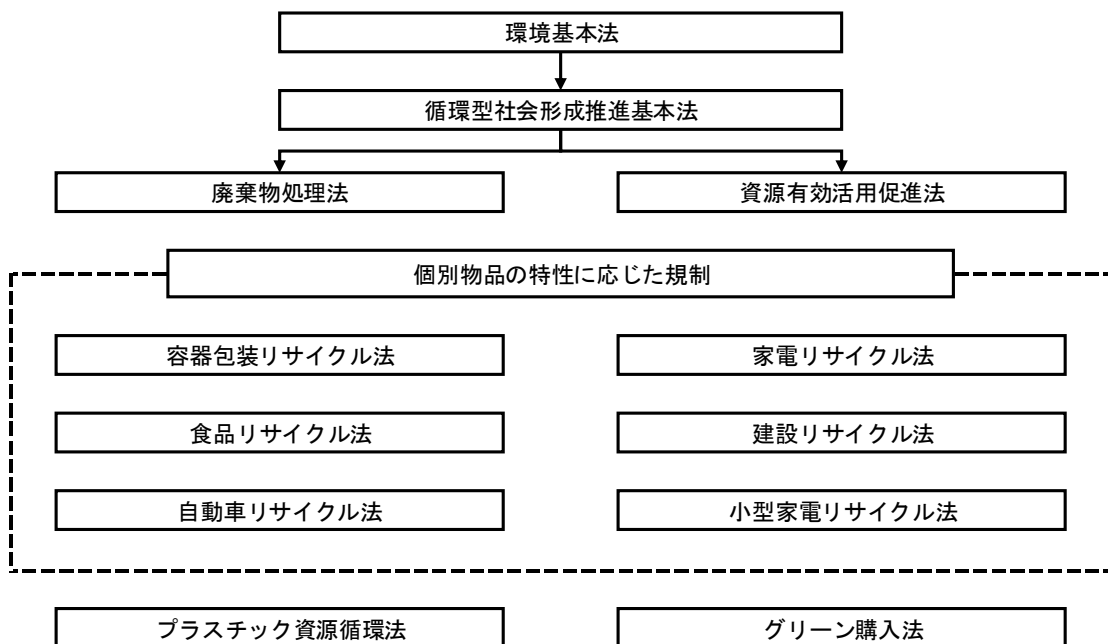 環境基本法
循環型社会形成推進基本法
廃棄物処理法
資源有効活用促進法
個別物品の特性に応じた規制
容器包装リサイクル法
家電リサイクル法
食品リサイクル法
建設リサイクル法
自動車リサイクル法
小型家電リサイクル法
プラスチック資源循環法
グリーン購入法